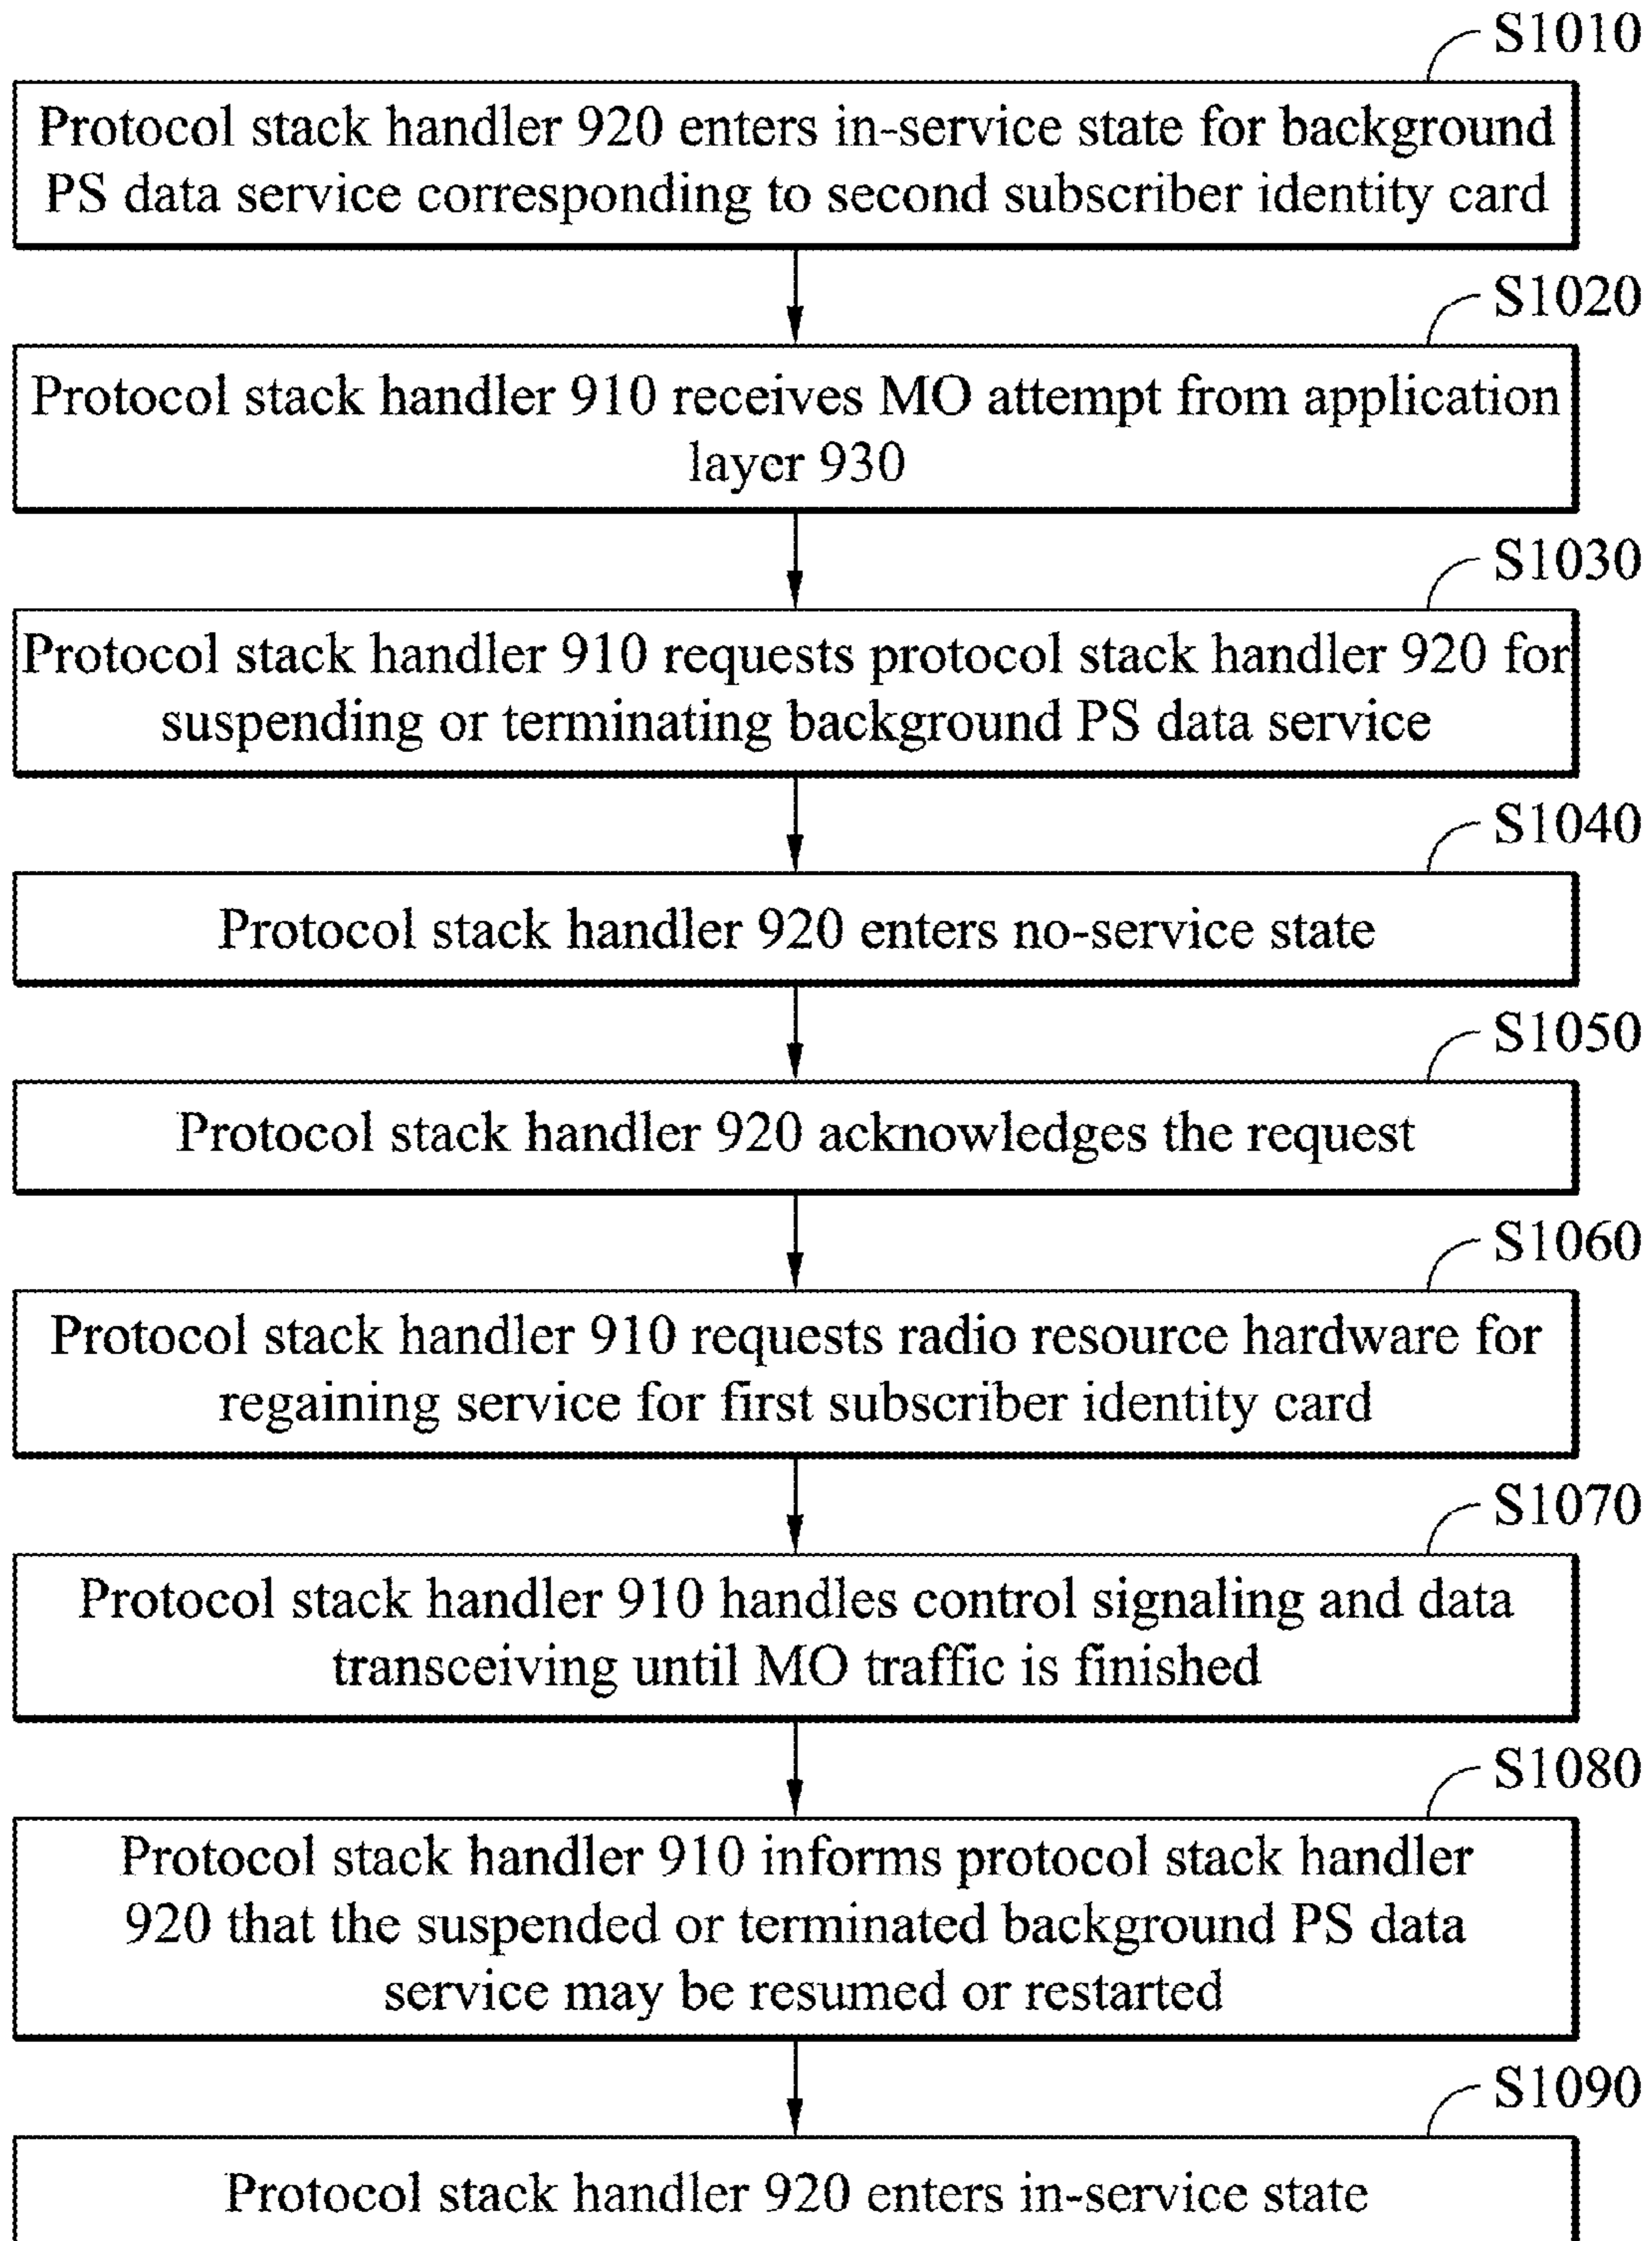 S1010
Protocol stack handler 920 enters in-service state for background
PS data service corresponding to second subscriber identity card
S1020
Protocol stack handler 910 receives MO attempt from application
layer 930
S1030
Protocol stack handler 910 requests protocol stack handler 920 for
suspending or terminating background PS data service
S1040
Protocol stack handler 920 enters no-service state
S1050
Protocol stack handler 920 acknowledges the request
S1060
Protocol stack handler 910 requests radio resource hardware for
regaining service for first subscriber identity card
S1070
Protocol stack handler 910 handles control signaling and data
transceiving until MO traffic is finished
S1080
Protocol stack handler 910 informs protocol stack handler
920 that the suspended or terminated background PS data
service may be resumed or restarted
S1090
Protocol stack handler 920 enters in-service state